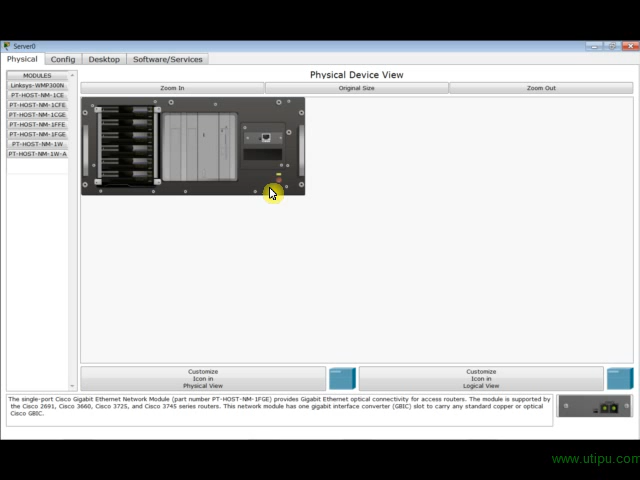 Server0
Physical Config Desktop Software/Services
MODULES
Linksys-WMP300N
PT-HOST-NM-1CE
PT-HOST-NM-1CFE
PT-HOST-NM-1CGE
PT-HOST-NM-1FFE
PT-HOST-NM-1FGE
PT-HOST-NM-1W
PT-HOST-NM-1W-A
Physical Device View
Zoom In Original Size Zoom Out
Customize
Icon in
Physical View
Customize
Icon in
Logical View
The single-port Cisco Gigabit Ethernet Network Module (part number PT-HOST-NM-1FGE) provides Gigabit Ethernet optical connectivity for access routers. The module is supported by
the Cisco 2691, Cisco 3660, Cisco 3725, and Cisco 3745 series routers. This network module has one gigabit interface converter (GBIC) slot to carry any standard copper or optical
Cisco GBIC.
www.utipu.com